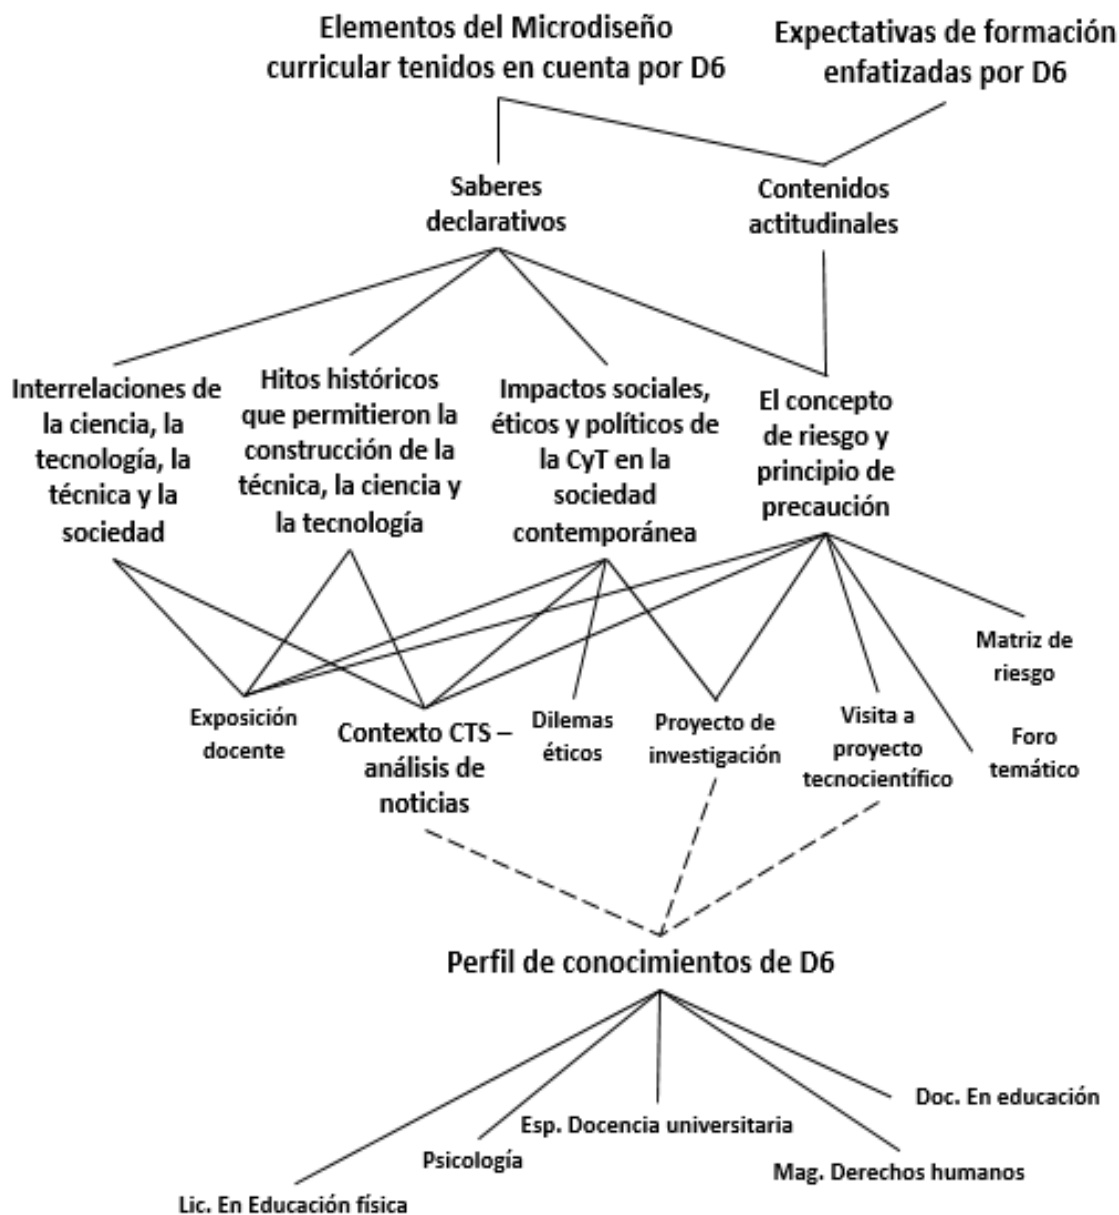 Elementos del Microdiseño
curricular tenidos en cuenta por D6
Expectativas de formación
enfatizadas por D6
Saberes
declarativos
Contenidos
actitudinales
Interrelaciones de
la ciencia, la
tecnología, la
técnica y la
sociedad
Hitos históricos
que permitieron la
construcción de la
técnica, la ciencia y
la tecnología
Impactos sociales,
éticos y políticos de
la CyT en la
sociedad
contemporánea
El concepto
de riesgo y
principio de
precaución
Matriz de
riesgo
Exposición
docente
Contexto CTS –
análisis de
noticias
Dilemas
éticos
Proyecto de
investigación
Visita a
proyecto
tecnocientífico
Foro
temático
Perfil de conocimientos de D6
Doc. En educación
Esp. Docencia universitaria
Psicología
Mag. Derechos humanos
Lic. En Educación física